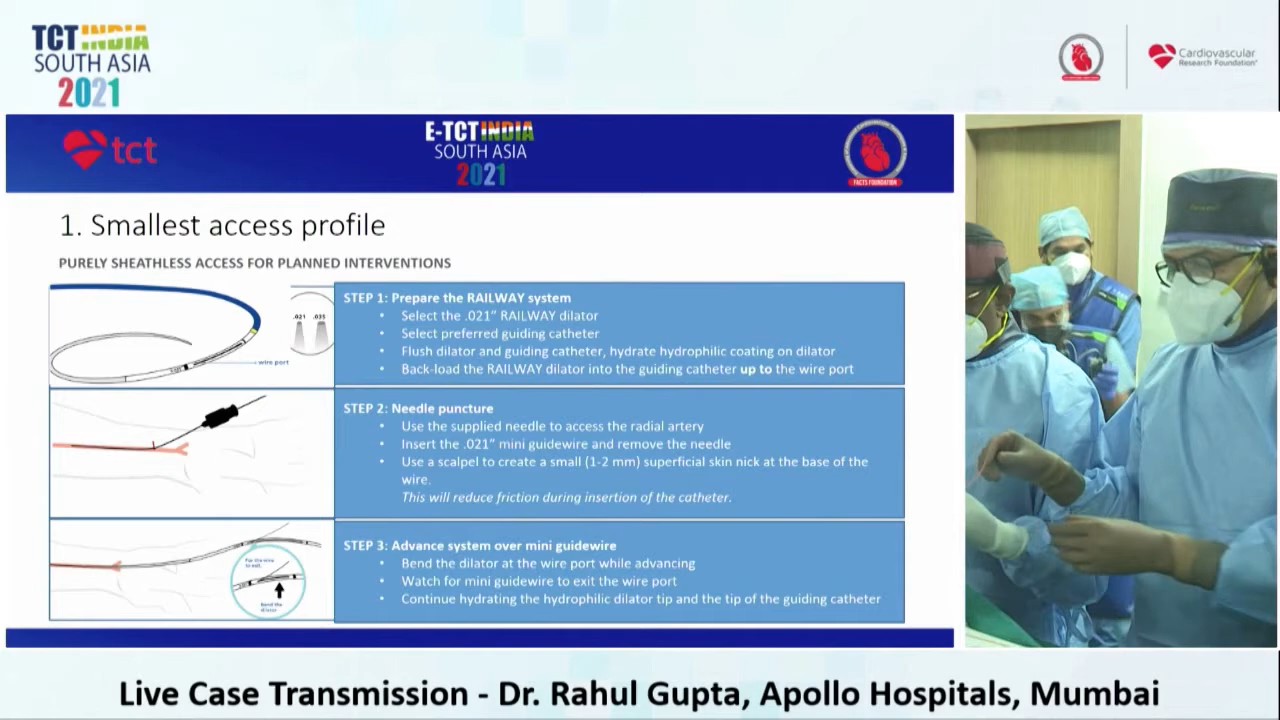 TCT INDIA
SOUTH ASIA
2021
Cardiovascular
Research Foundation
tct
E-TCT INDIA
SOUTH ASIA
2021
FACTS FOUNDATION
1. Smallest access profile
PURELY SHEATHLESS ACCESS FOR PLANNED INTERVENTIONS
.021 .035
wire port
STEP 1: Prepare the RAILWAY system
• Select the .021” RAILWAY dilator
• Select preferred guiding catheter
• Flush dilator and guiding catheter, hydrate hydrophilic coating on dilator
• Back-load the RAILWAY dilator into the guiding catheter up to the wire port
STEP 2: Needle puncture
• Use the supplied needle to access the radial artery
• Insert the .021” mini guidewire and remove the needle
• Use a scalpel to create a small (1-2 mm) superficial skin nick at the base of the
wire.
This will reduce friction during insertion of the catheter.
Bend the
dilator
STEP 3: Advance system over mini guidewire
• Bend the dilator at the wire port while advancing
• Watch for mini guidewire to exit the wire port
• Continue hydrating the hydrophilic dilator tip and the tip of the guiding catheter
Live Case Transmission - Dr. Rahul Gupta, Apollo Hospitals, Mumbai